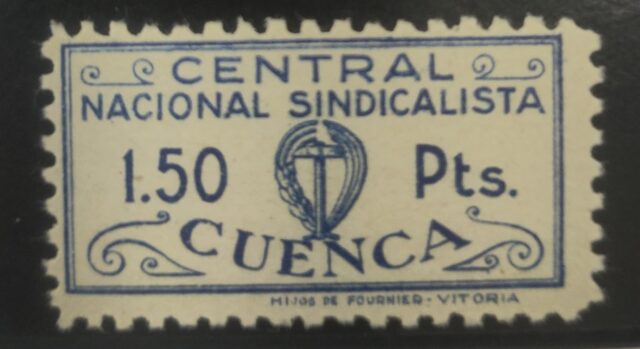 CENTRAL
NACIONAL SINDICALISTA
1.50 Pts.
CUENCA
HIJOS DE FOURNIER - VITORIA